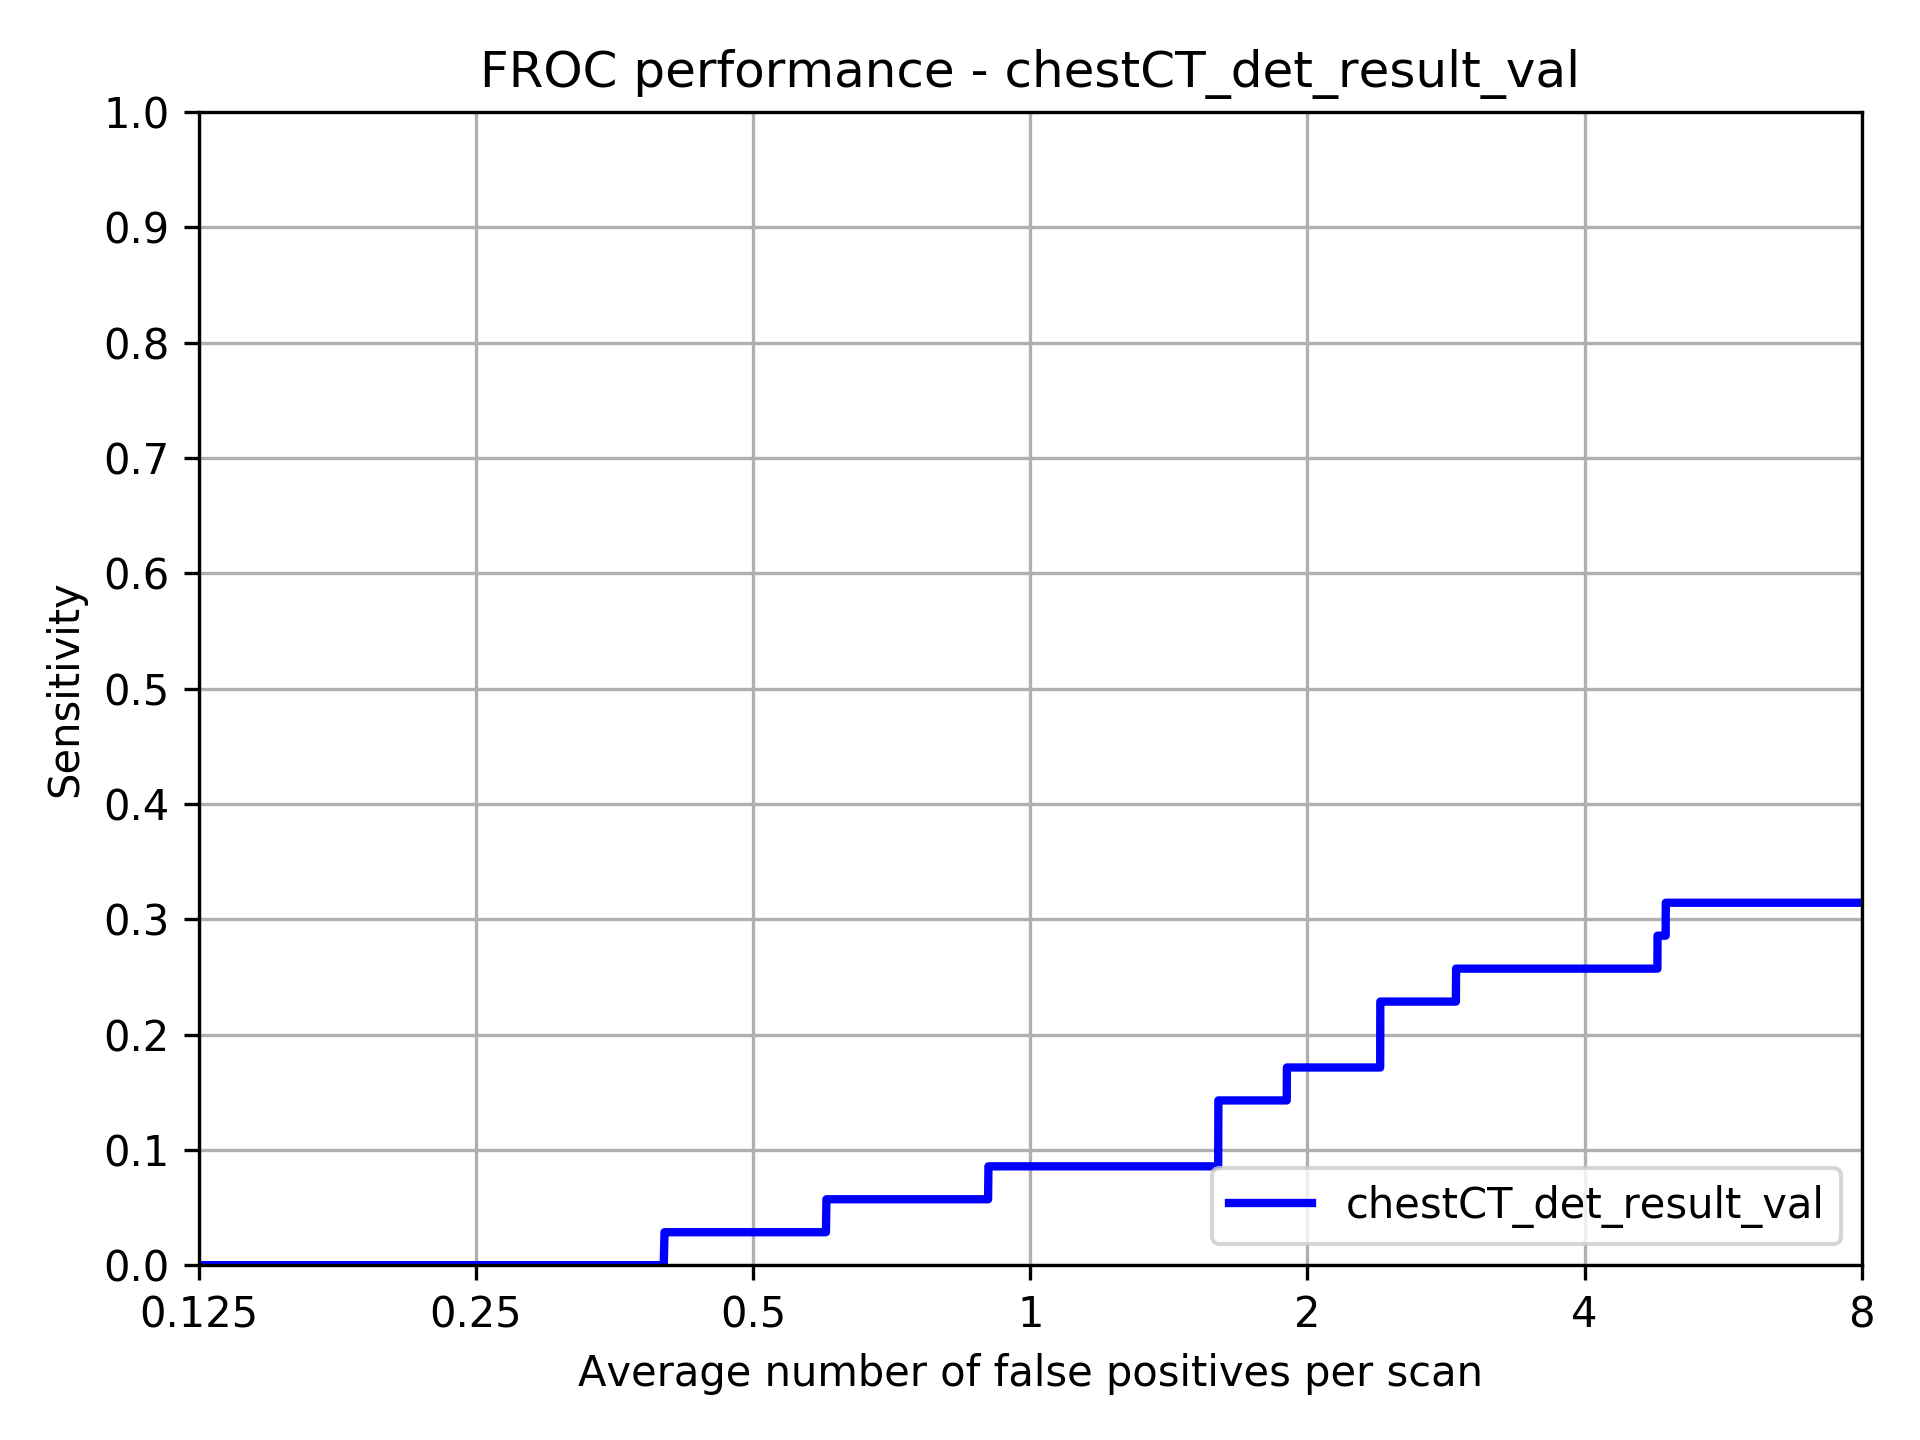 FROC performance - chestCT_det_result_val
1.0
0.9
0.8
0.7
0.6
0.5
0.4
0.3
0.2
0.1
0.0
Sensitivity
chestCT_det_result_val
0.125 0.25 0.5 1 2 4 8
Average number of false positives per scan